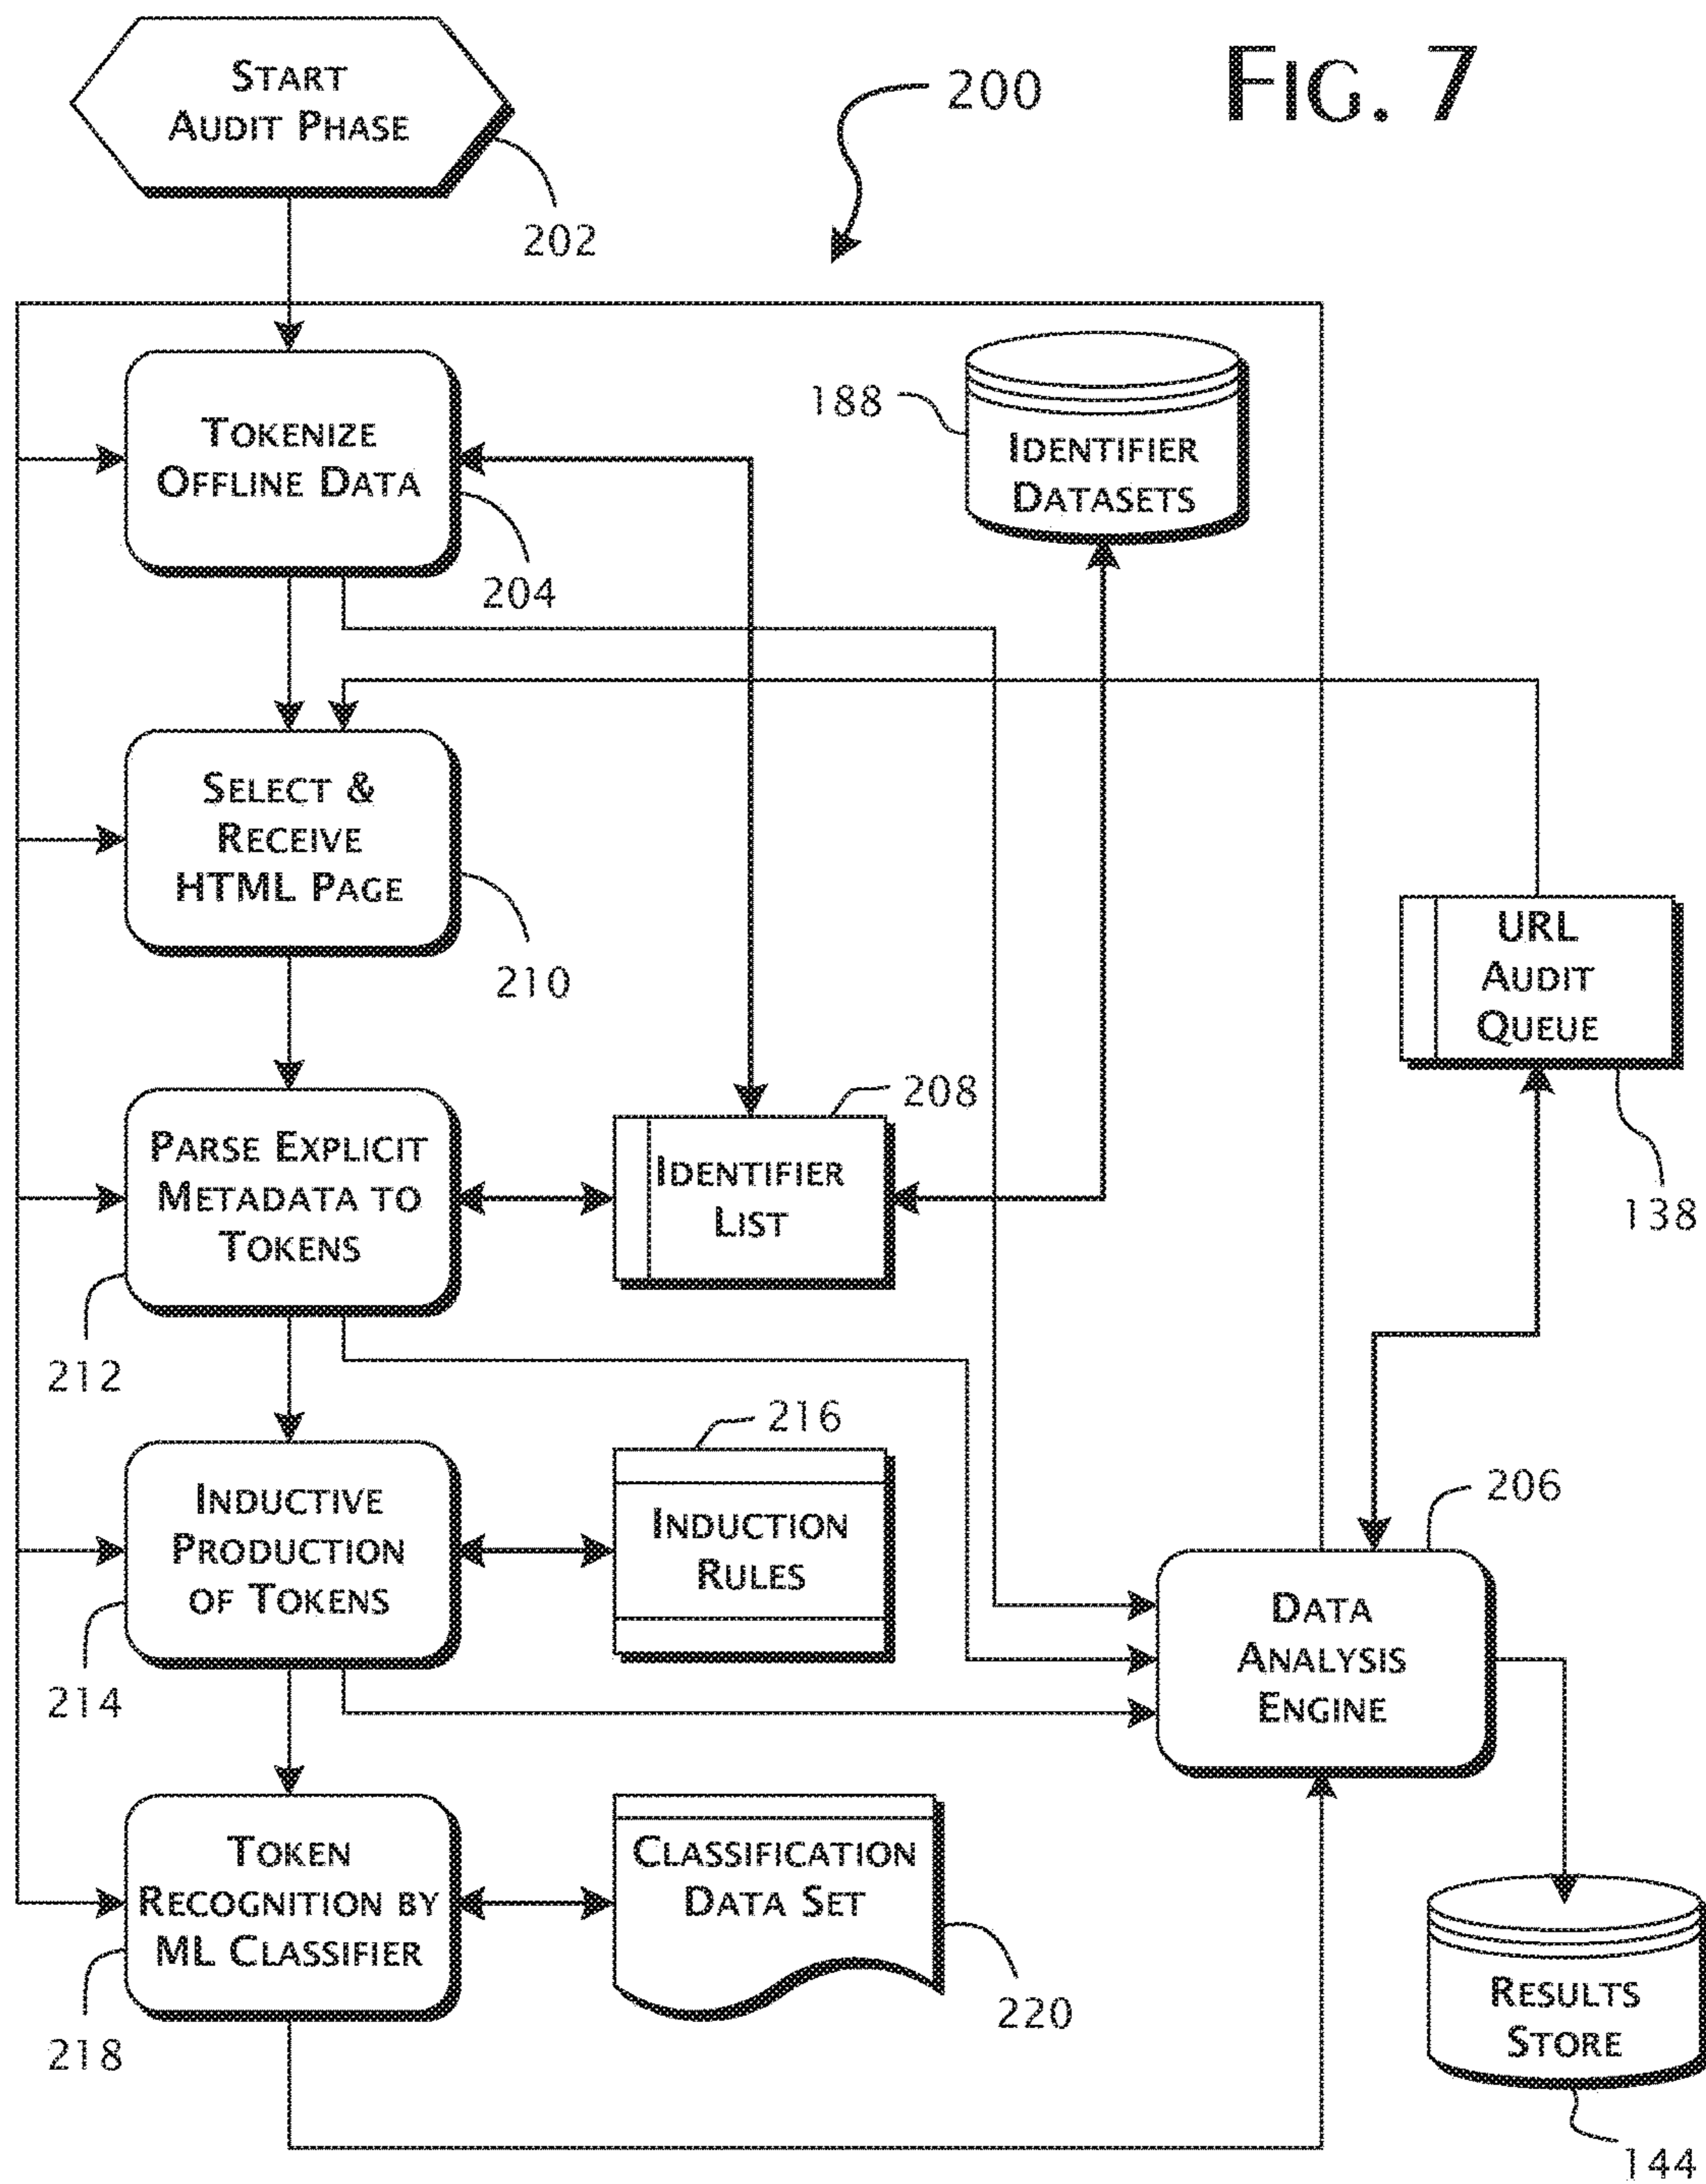 FIG. 7
START
AUDIT PHASE
200
202
TOKENIZE
OFFLINE DATA
204
188
IDENTIFIER
DATASETS
SELECT &
RECEIVE
HTML PAGE
210
URL
AUDIT
QUEUE
138
PARSE EXPLICIT
METADATA TO
TOKENS
212
208
IDENTIFIER
LIST
INDUCTIVE
PRODUCTION
OF TOKENS
214
216
INDUCTION
RULES
206
DATA
ANALYSIS
ENGINE
TOKEN
RECOGNITION BY
ML CLASSIFIER
218
CLASSIFICATION
DATA SET
220
RESULTS
STORE
144